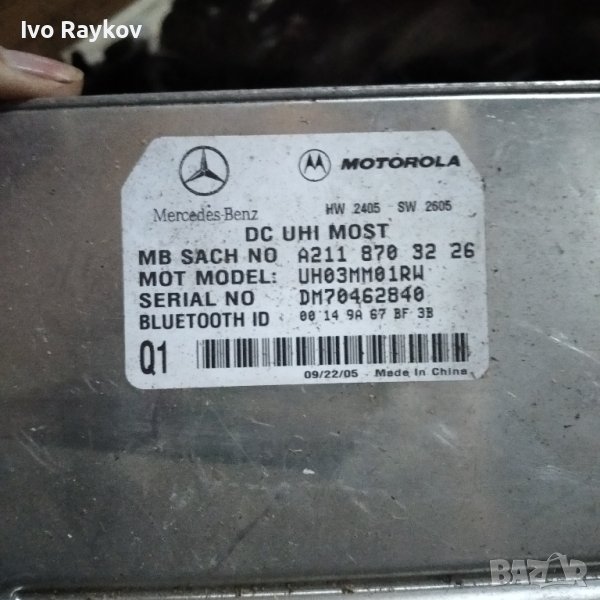 Ivo Raykov
MOTOROLA
Mercedes-Benz
HW 2405 SW 2605
DC UHI MOST
MB SACH NO A211 870 32 26
MOT MODEL: UH03MM01RW
SERIAL NO DM70462840
BLUETOOTH ID 00 14 9A 67 BF 3B
Q1
09/22/05 - Made In China
bazar